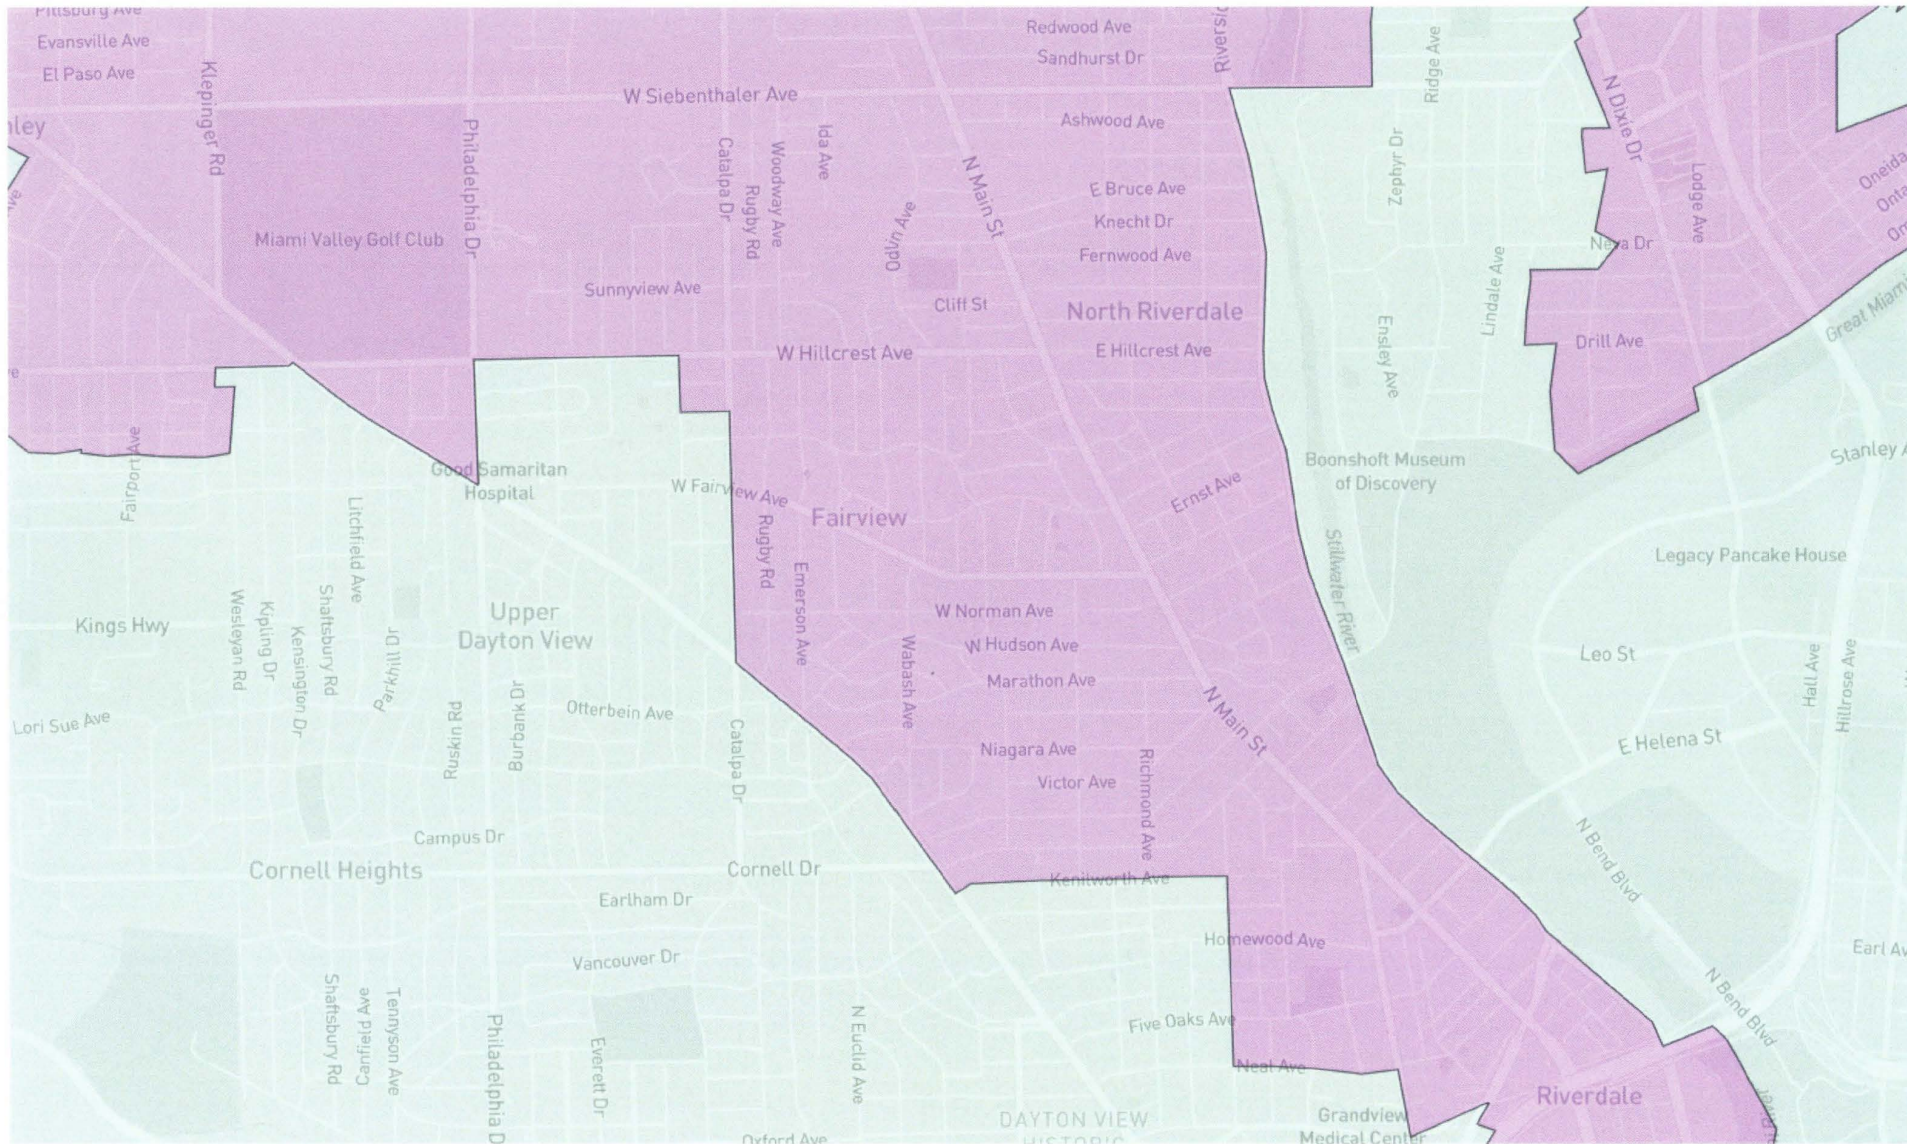 Pittsburg Ave
Evansville Ave
El Paso Ave
Klepinger Rd
Philadelphia Dr
Miami Valley Golf Club
W Siebenthaler Ave
Redwood Ave
Sandhurst Dr
Ashwood Ave
Catalpa Dr
Rugby Rd
Woodway Ave
Ida Ave
Odlin Ave
N Main St
E Bruce Ave
Knecht Dr
Fernwood Ave
Sunnyview Ave
Cliff St
North Riverdale
W Hillcrest Ave
E Hillcrest Ave
Ridge Ave
Zephyr Dr
Lindale Ave
Ensley Ave
N Dixie Dr
Lodge Ave
Neva Dr
Drill Ave
Oneida
Great Miami
Stanley A
Fairport Ave
Good Samaritan
Hospital
W Fairview Ave
Fairview
Ernst Ave
Boonshoft Museum
of Discovery
Stillwater River
Legacy Pancake House
Litchfield Ave
Kings Hwy
Wesleyan Rd
Kipling Dr
Kensington Dr
Shaftsbury Rd
Parkhill Dr
Upper
Dayton View
Rugby Rd
Emerson Ave
Wabash Ave
W Norman Ave
W Hudson Ave
Marathon Ave
Leo St
Hall Ave
Hillrose Ave
Lori Sue Ave
Ruskin Rd
Burbank Dr
Otterbein Ave
Catalpa Dr
Niagara Ave
Victor Ave
Richmond Ave
N Main St
E Helena St
Campus Dr
Cornell Heights
Cornell Dr
Kenilworth Ave
N Bend Blvd
Earlham Dr
Homewood Ave
Earl Av
Vancouver Dr
Shaftsbury Rd
Canfield Ave
Tennyson Ave
Philadelphia D
Everett Dr
N Euclid Ave
Five Oaks Ave
N Bend Blvd
Neal Ave
Riverdale
DAYTON VIEW
HISTORIC
Grandview
Medical Center
Oxford Ave